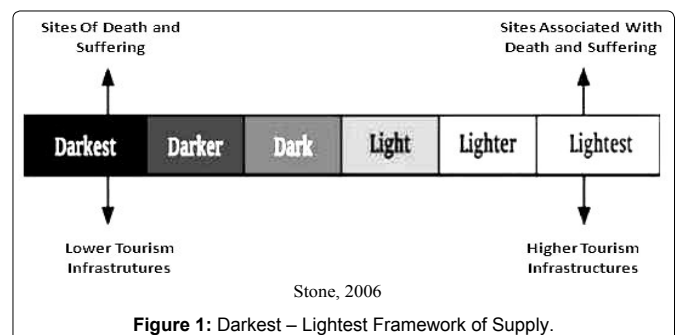 Sites Of Death and
Suffering
Sites Associated With
Death and Suffering
Darkest Darker Dark Light Lighter Lightest
Lower Tourism
Infrastrutures
Higher Tourism
Infrastructures
Stone, 2006
Figure 1: Darkest – Lightest Framework of Supply.